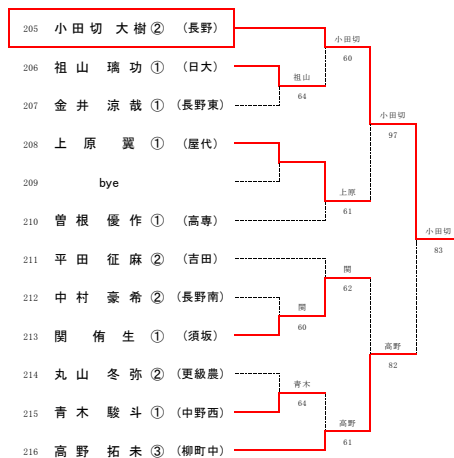 205 小田切 大樹② （長野）
206 祖山 璃功① （日大）
207 金井 涼哉① （長野東）
208 上原 翼① （屋代）
209 bye
210 曽根 優作① （高専）
211 平田 征麻② （吉田）
212 中村 豪希② （長野南）
213 関 侑生① （須坂）
214 丸山 冬弥② （更級農）
215 青木 駿斗① （中野西）
216 高野 拓未③ （柳町中）
祖山
64
関
60
青木
64
小田切
60
上原
61
関
62
高野
61
小田切
97
高野
82
小田切
83